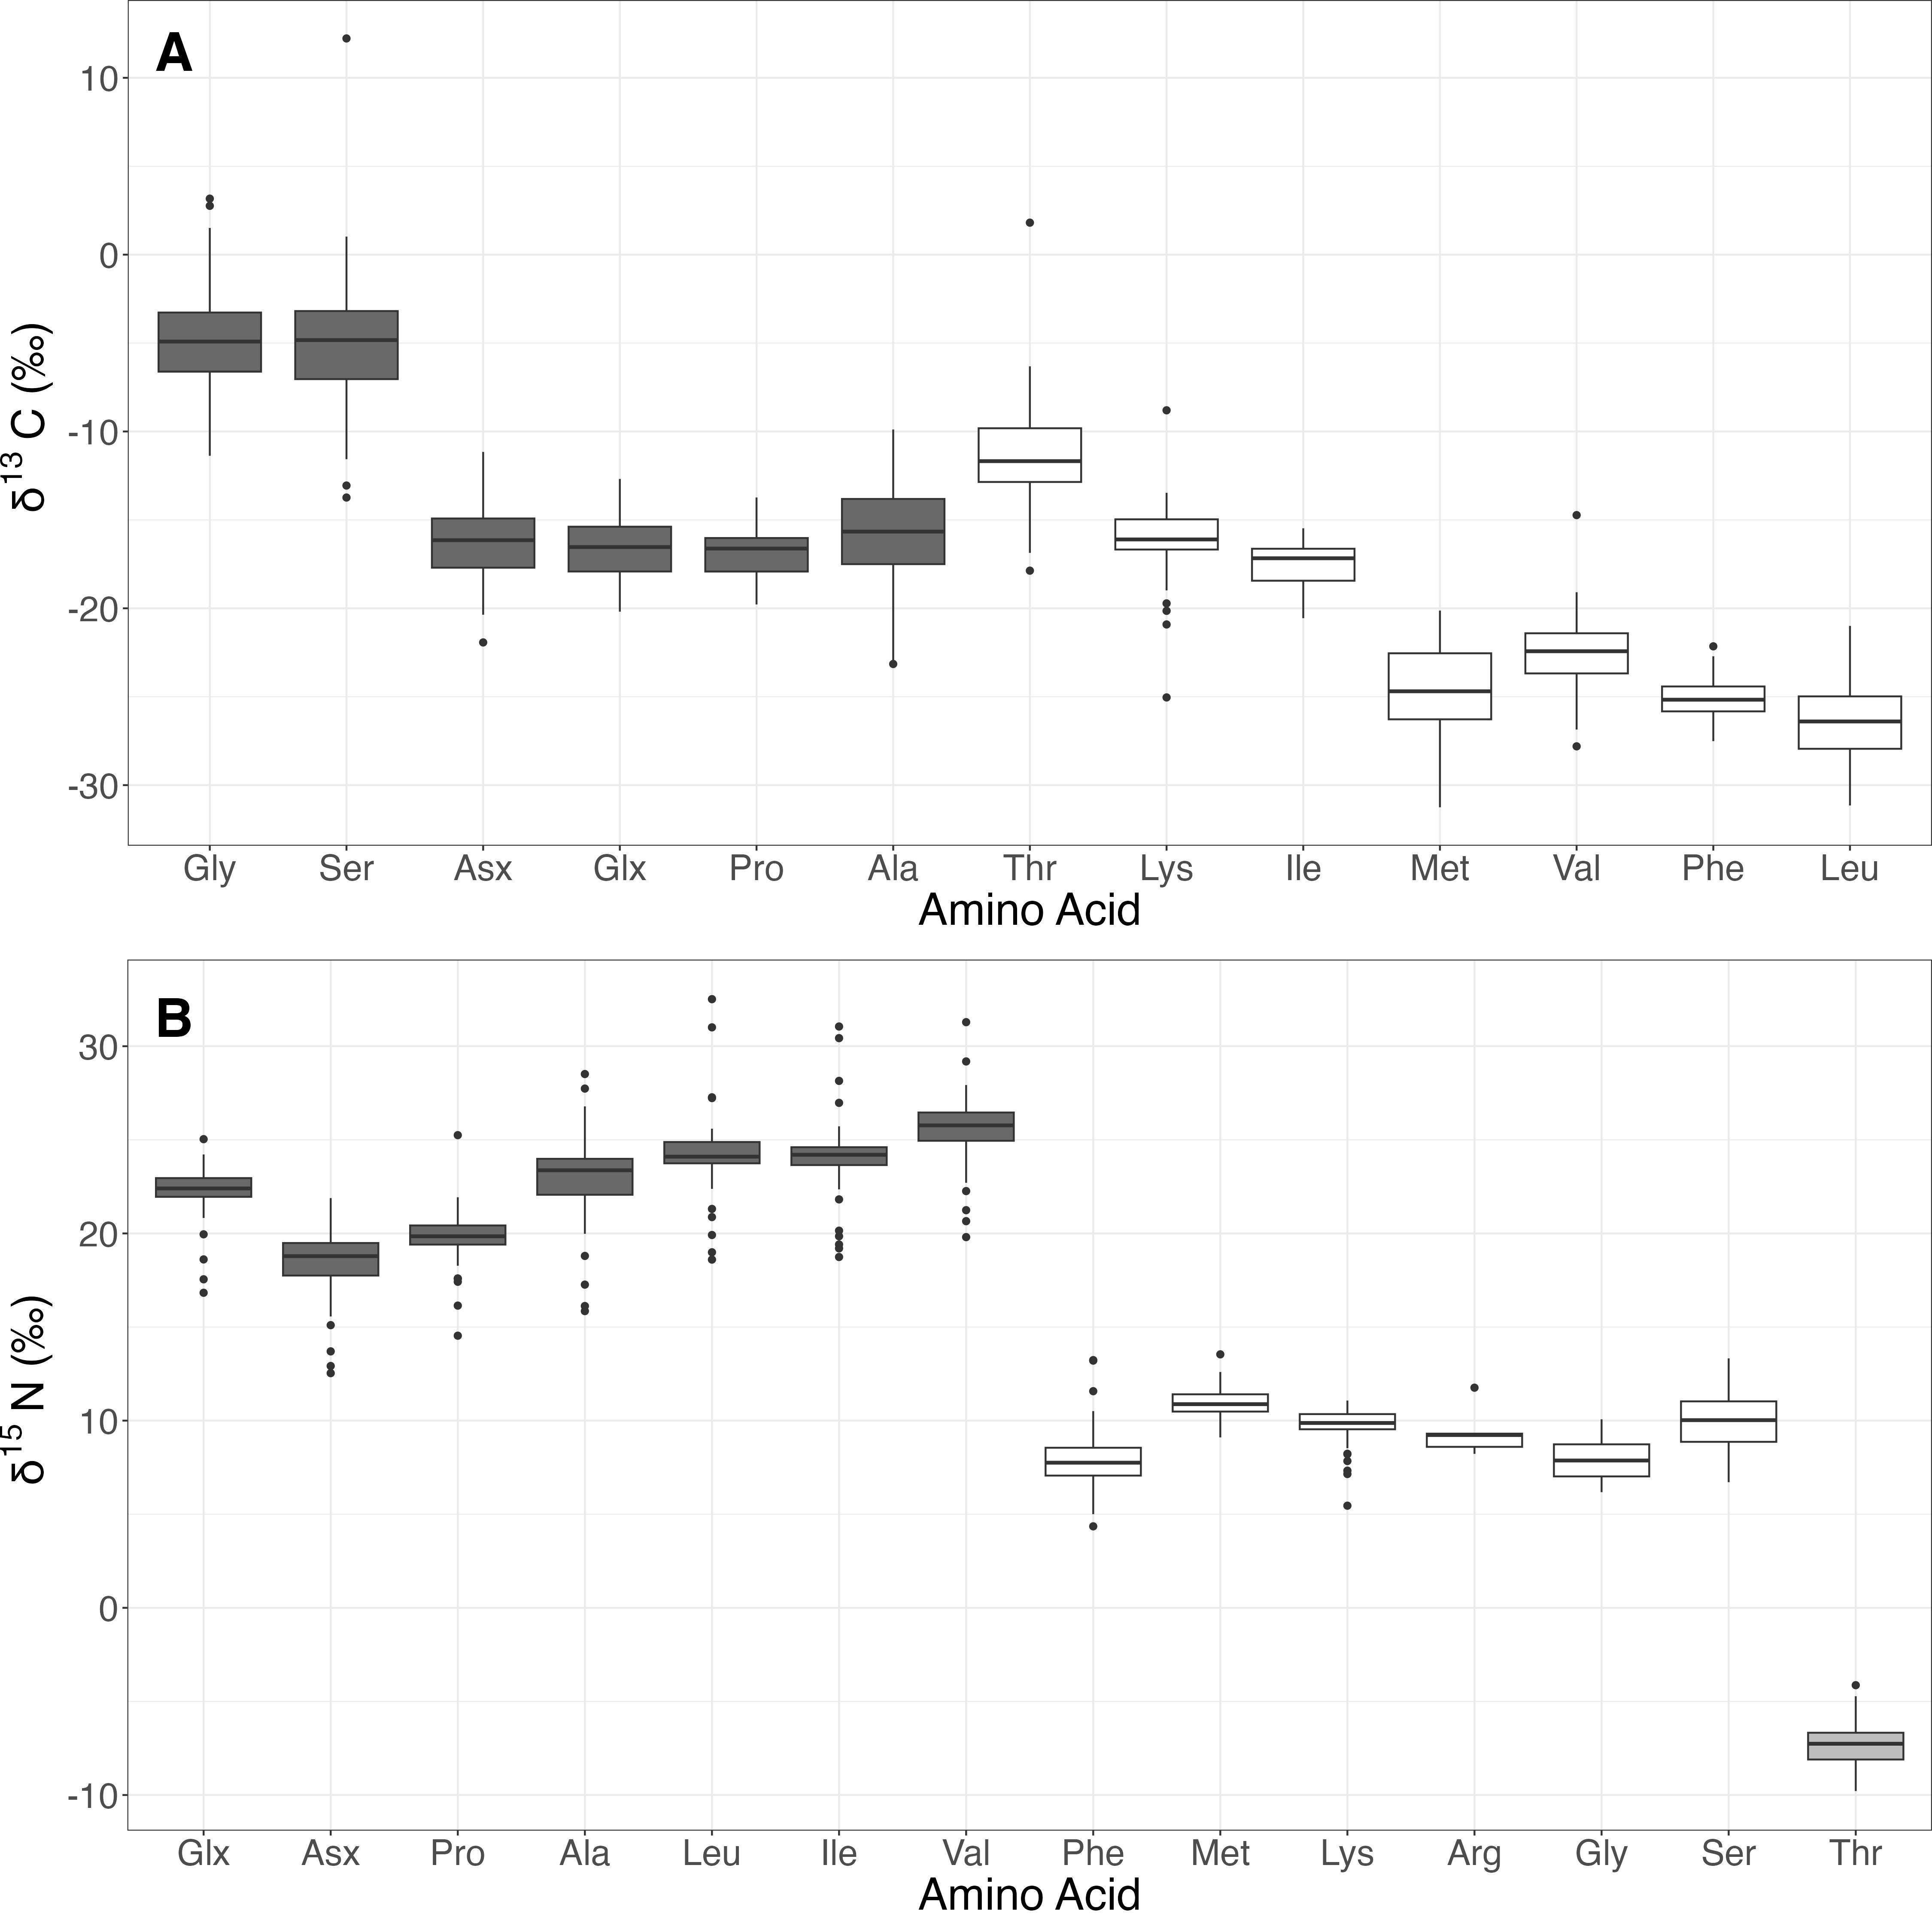 A
10
0
-10
-20
-30
δ¹³ C (‰)
Gly Ser Asx Glx Pro Ala Thr Lys Ile Met Val Phe Leu
Amino Acid
B
30
20
10
0
-10
δ¹⁵ N (‰)
Glx Asx Pro Ala Leu Ile Val Phe Met Lys Arg Gly Ser Thr
Amino Acid